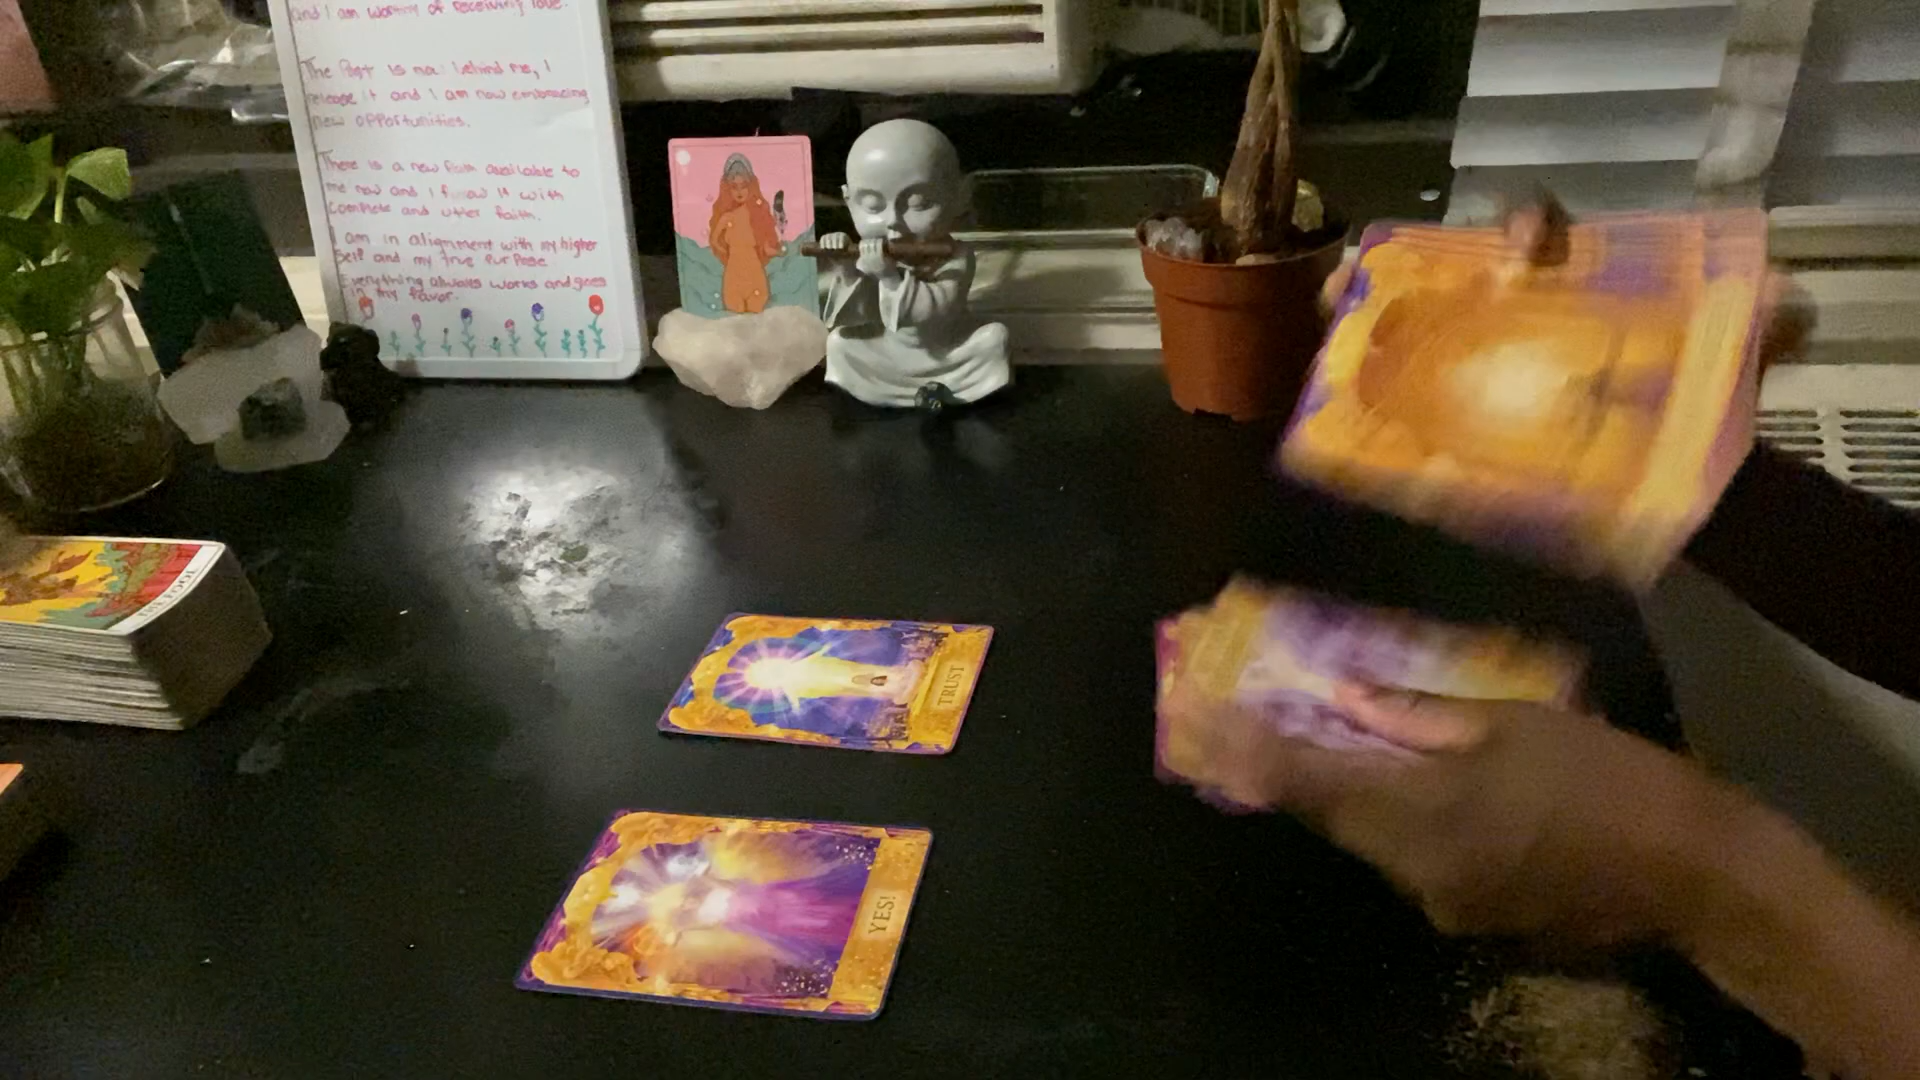 and I am worthy of receiving love.
The Past is now behind me, I
release it and I am now embracing
new opportunities.
There is a new Path available to
me now and I follow it with
complete and utter faith.
I am in alignment with my higher
Self and my true Purpose
Everything always works and goes
in my favor.
THE FOOL
TRUST
YES!